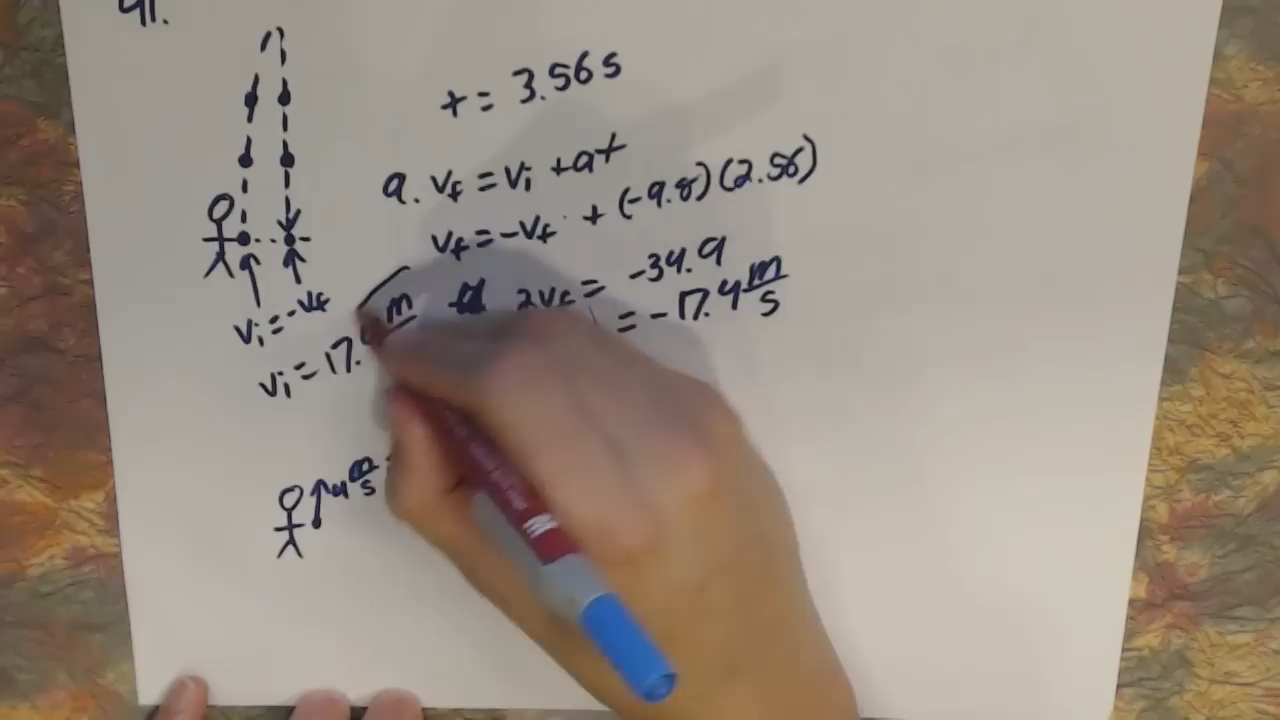 41.
t = 3.56 s
a. vf = vi + at
vf = -vf + (-9.8)(2.56)
2vf = -34.9
= -17.4 m/s
vi = -vf
vi = 17. m
4 m/s